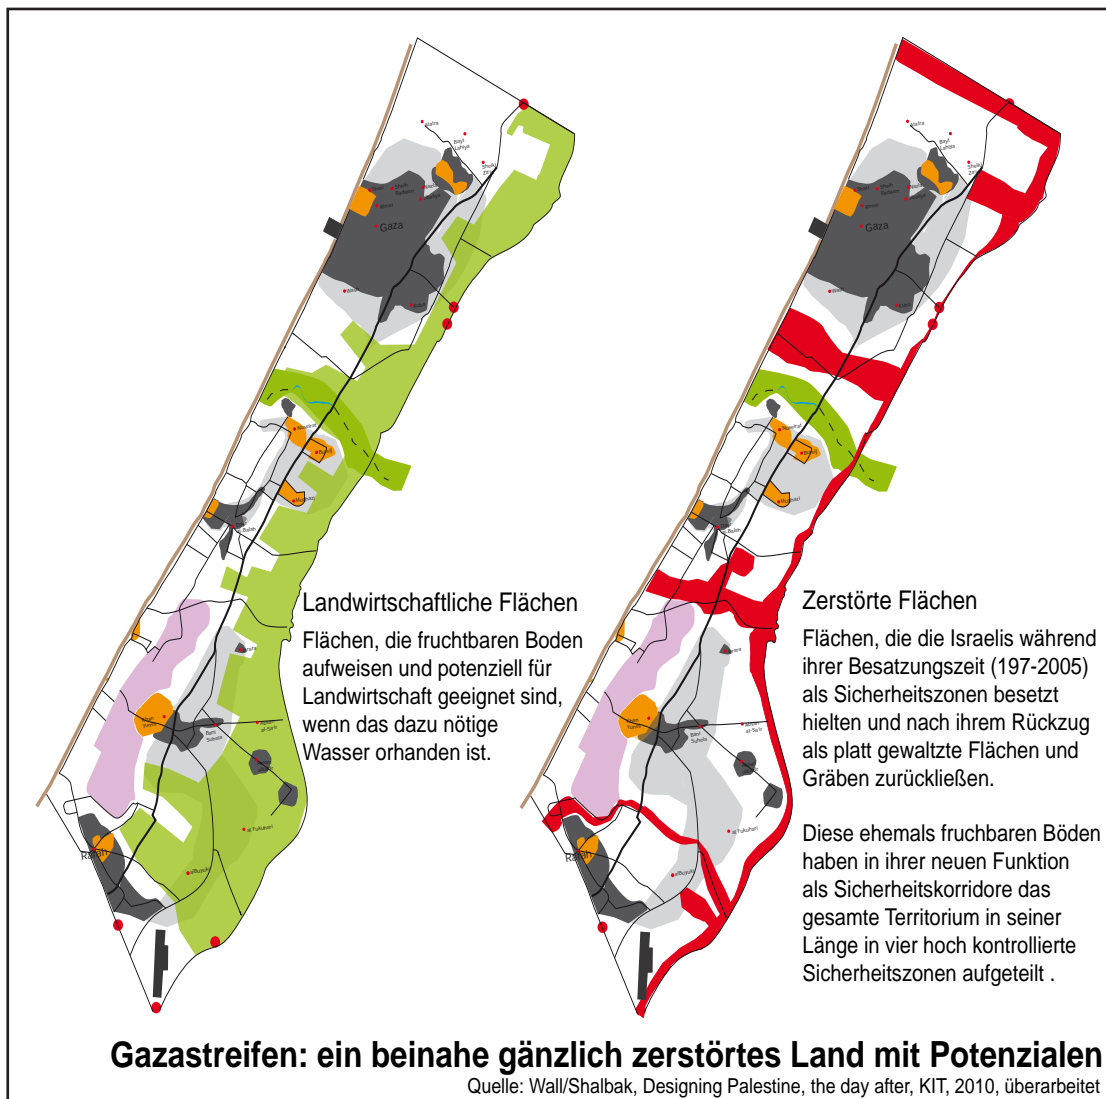 Gaza
Rafah
Landwirtschaftliche Flächen
Flächen, die fruchtbaren Boden
aufweisen und potenziell für
Landwirtschaft geeignet sind,
wenn das dazu nötige
Wasser orhanden ist.
Gaza
Rafah
Zerstörte Flächen
Flächen, die die Israelis während
ihrer Besatzungszeit (197-2005)
als Sicherheitszonen besetzt
hielten und nach ihrem Rückzug
als platt gewaltzte Flächen und
Gräben zurückließen.
Diese ehemals fruchbaren Böden
haben in ihrer neuen Funktion
als Sicherheitskorridore das
gesamte Territorium in seiner
Länge in vier hoch kontrollierte
Sicherheitszonen aufgeteilt .
Gazastreifen: ein beinahe gänzlich zerstörtes Land mit Potenzialen
Quelle: Wall/Shalbak, Designing Palestine, the day after, KIT, 2010, überarbeitet